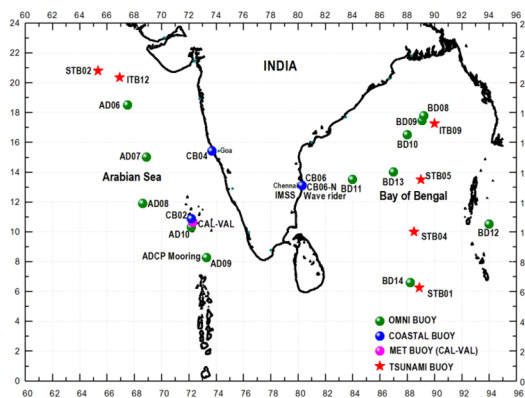 60 62 64 66 68 70 72 74 76 78 80 82 84 86 88 90 92 94 96
24
22
20
18
16
14
12
10
8
6
4
2
0
INDIA
STB02
ITB12
AD06
BD08
BD09
ITB09
BD10
CB04
Goa
AD07
Arabian Sea
CB06
Chenna
CB06-N
IMSS
Wave rider
BD11
BD13
STB05
Bay of Bengal
AD08
CB02
CAL-VAL
AD10
STB04
BD12
ADCP Mooring
AD09
BD14
STB01
OMNI BUOY
COASTAL BUOY
MET BUOY (CAL-VAL)
TSUNAMI BUOY
60 62 64 66 68 70 72 74 76 78 80 82 84 86 88 90 92 94 96